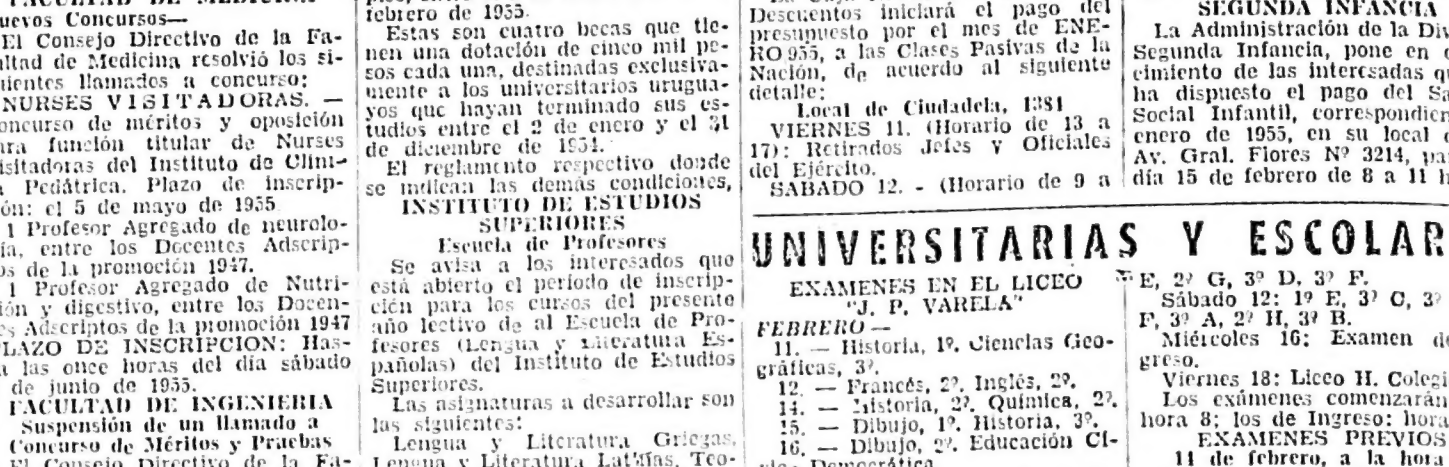 FACULTAD DE MEDICINA
uevos Concursos—
El Consejo Directivo de la Fa-
ultad de Medicina resolvió los si-
uientes llamados a concurso:
NURSES VISITADORAS. —
oncurso de méritos y oposición
ara función titular de Nurses
isitadoras del Instituto de Clíni-
a Pediátrica. Plazo de inscrip-
ón: el 5 de mayo de 1955
1 Profesor Agregado de neurolo-
ía, entre los Docentes Adscrip-
os de la promoción 1947.
1 Profesor Agregado de Nutri-
ión y digestivo, entre los Docen-
es Adscriptos de la promoción 1947
PLAZO DE INSCRIPCION: Has-
a las once horas del día sábado
de junio de 1955.
FACULTAD DE INGENIERIA
Suspensión de un llamado a
Concurso de Méritos y Pruebas
El Consejo Directivo de la Fa-
febrero de 1955.
Estas son cuatro becas que tie-
nen una dotación de cinco mil pe-
sos cada una, destinadas exclusiva-
mente a los universitarios urugua-
yos que hayan terminado sus es-
tudios entre el 2 de enero y el 31
de diciembre de 1954.
El reglamento respectivo donde
se indican las demás condiciones,
INSTITUTO DE ESTUDIOS
SUPERIORES
Escuela de Profesores
Se avisa a los interesados que
está abierto el período de inscrip-
ción para los cursos del presente
año lectivo de al Escuela de Pro-
fesores (Lengua y Literatura Es-
pañolas) del Instituto de Estudios
Superiores.
Las asignaturas a desarrollar son
las siguientes:
Lengua y Literatura Griegas,
Lengua y Literatura Latinas, Teo-
Descuentos iniciará el pago del
presupuesto por el mes de ENE-
RO 955, a las Clases Pasivas de la
Nación, de acuerdo al siguiente
detalle:
Local de Ciudadela, 1381
VIERNES 11. (Horario de 13 a
17): Retirados Jefes y Oficiales
del Ejército.
SABADO 12. - (Horario de 9 a
SEGUNDA INFANCIA
La Administración de la Div
Segunda Infancia, pone en c
cimiento de las interesadas qu
ha dispuesto el pago del Sa
Social Infantil, correspondien
enero de 1955, en su local d
Av. Gral. Flores Nº 3214, pa
día 15 de febrero de 8 a 11 h
UNIVERSITARIAS Y ESCOLAR
EXAMENES EN EL LICEO
"J. P. VARELA"
FEBRERO —
11. — Historia, 1º. Ciencias Geo-
gráficas, 3º.
12. — Francés, 2º. Inglés, 2º.
14. — Historia, 2º. Química, 2º.
15. — Dibujo, 1º. Historia, 3º.
16. — Dibujo, 2º. Educación Cí-
Democrática
E, 2º G, 3º D, 3º F.
Sábado 12: 1º E, 3º C, 3º
F, 3º A, 2º H, 3º B.
Miércoles 16: Examen de
greso.
Viernes 18: Liceo H. Colegi
Los exámenes comenzarán
hora 8; los de Ingreso: hora
EXAMENES PREVIOS
11 de febrero, a la hora